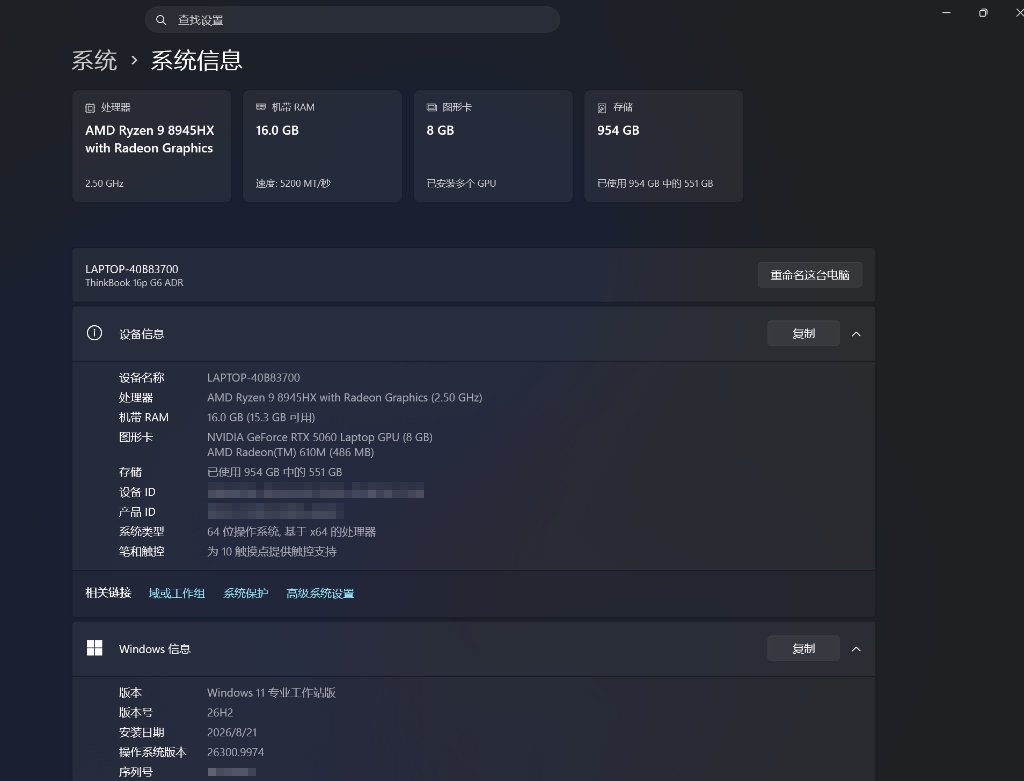 查找设置
系统 › 系统信息
处理器
AMD Ryzen 9 8945HX
with Radeon Graphics
2.50 GHz
机带 RAM
16.0 GB
速度: 5200 MT/秒
图形卡
8 GB
已安装多个 GPU
存储
954 GB
已使用 954 GB 中的 551 GB
LAPTOP-40B83700
ThinkBook 16p G6 ADR
重命名这台电脑
设备信息
复制
设备名称 LAPTOP-40B83700
处理器 AMD Ryzen 9 8945HX with Radeon Graphics (2.50 GHz)
机带 RAM 16.0 GB (15.3 GB 可用)
图形卡 NVIDIA GeForce RTX 5060 Laptop GPU (8 GB)
AMD Radeon(TM) 610M (486 MB)
存储 已使用 954 GB 中的 551 GB
设备 ID
产品 ID
系统类型 64 位操作系统, 基于 x64 的处理器
笔和触控 为 10 触摸点提供触控支持
相关链接 域或工作组 系统保护 高级系统设置
Windows 信息
复制
版本 Windows 11 专业工作站版
版本号 26H2
安装日期 2026/8/21
操作系统版本 26300.9974
序列号